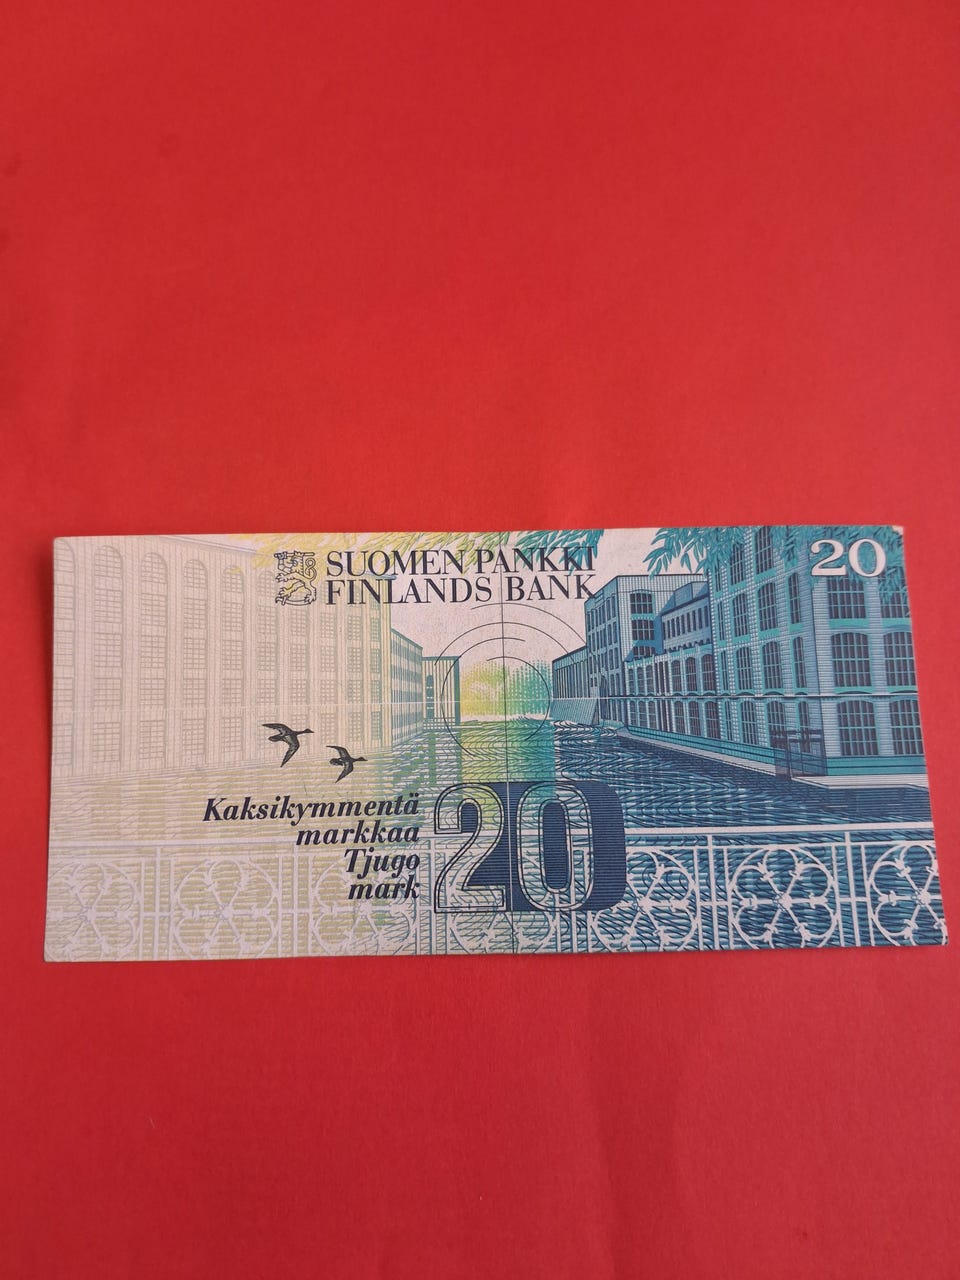 SUOMEN PANKKI
FINLANDS BANK
20
Kaksikymmentä
markkaa
Tjugo
mark
20